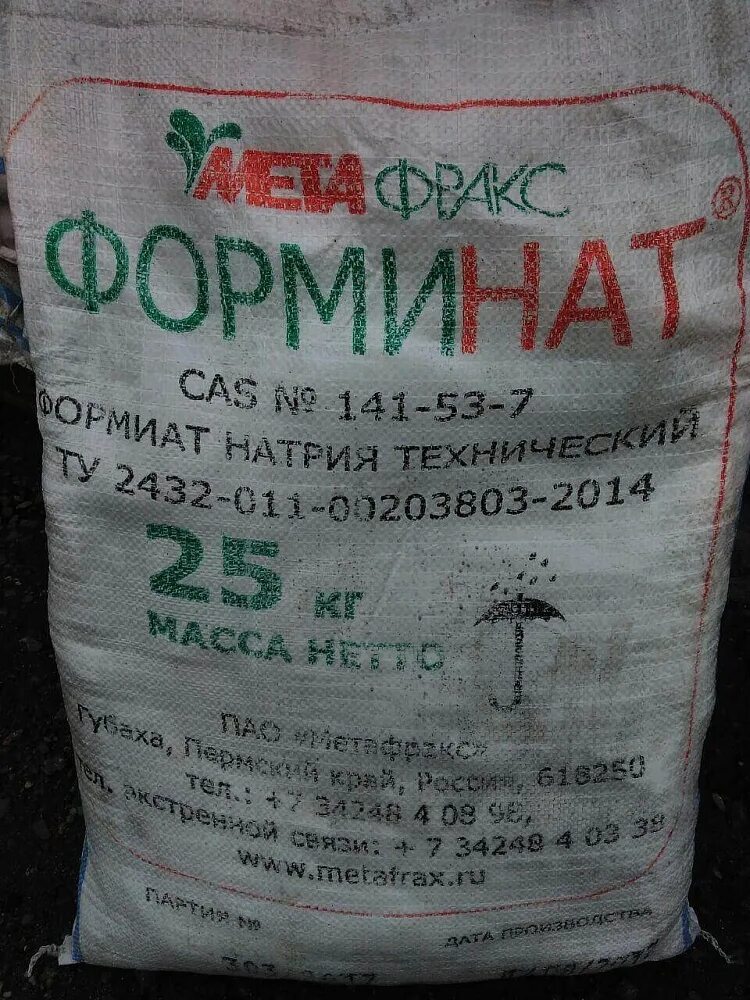 МЕТАФРАКС
ФОРМИНАТ®
CAS № 141-53-7
ФОРМИАТ НАТРИЯ ТЕХНИЧЕСКИЙ
ТУ 2432-011-00203803-2014
25 кг
МАССА НЕТТО
ПАО «Метафракс»
Губаха, Пермский край, Россия, 618250
тел.: +7 34248 4 08 98,
тел. экстренной связи: + 7 34248 4 03 38
www.metafrax.ru
ПАРТИЯ №
ДАТА ПРОИЗВОДСТВА